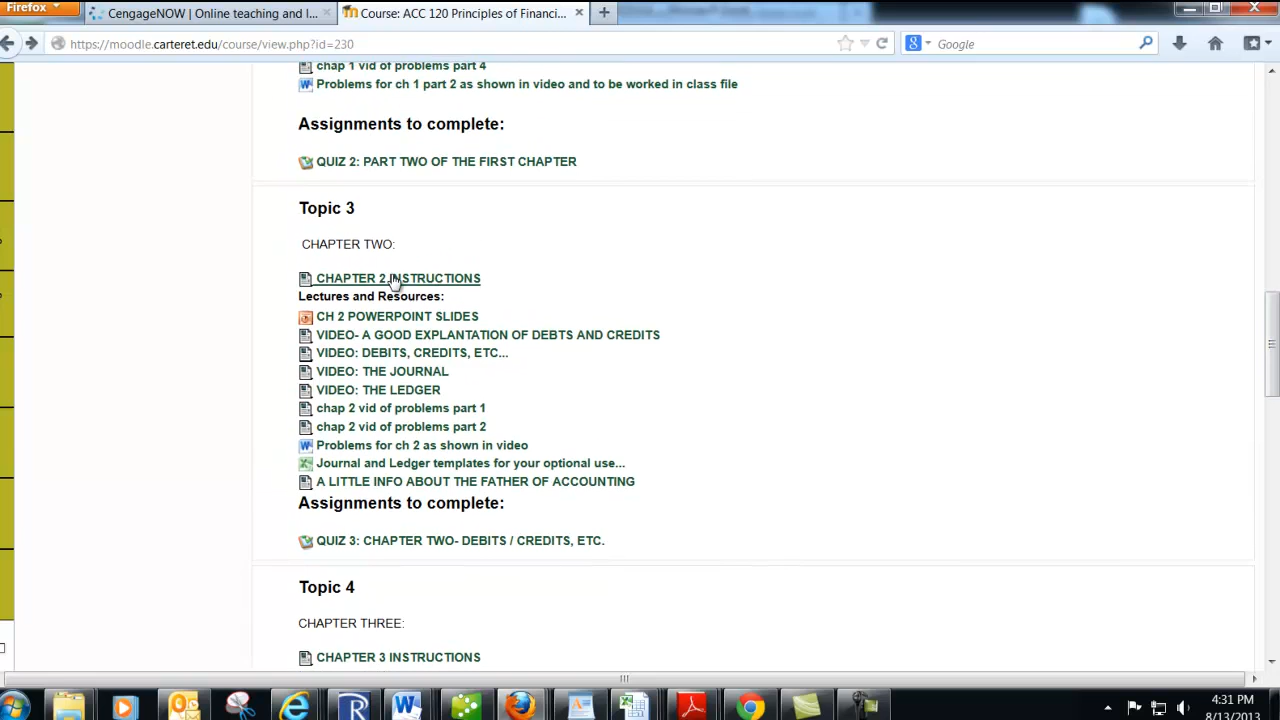 Firefox
CengageNOW | Online teaching and l...
Course: ACC 120 Principles of Financi...
https://moodle.carteret.edu/course/view.php?id=230
Google
chap 1 vid of problems part 4
Problems for ch 1 part 2 as shown in video and to be worked in class file
Assignments to complete:
QUIZ 2: PART TWO OF THE FIRST CHAPTER
Topic 3
CHAPTER TWO:
CHAPTER 2 INSTRUCTIONS
Lectures and Resources:
CH 2 POWERPOINT SLIDES
VIDEO- A GOOD EXPLANTATION OF DEBTS AND CREDITS
VIDEO: DEBITS, CREDITS, ETC...
VIDEO: THE JOURNAL
VIDEO: THE LEDGER
chap 2 vid of problems part 1
chap 2 vid of problems part 2
Problems for ch 2 as shown in video
Journal and Ledger templates for your optional use...
A LITTLE INFO ABOUT THE FATHER OF ACCOUNTING
Assignments to complete:
QUIZ 3: CHAPTER TWO- DEBITS / CREDITS, ETC.
Topic 4
CHAPTER THREE:
CHAPTER 3 INSTRUCTIONS
4:31 PM
8/13/2013